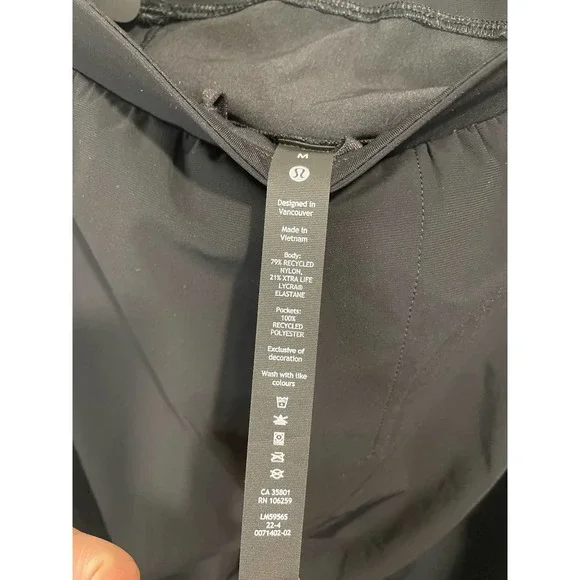 M
Designed in
Vancouver
Made in
Vietnam
Body:
79% RECYCLED
NYLON,
21% XTRA LIFE
LYCRA®
ELASTANE
Pockets:
100%
RECYCLED
POLYESTER
Exclusive of
decoration
Wash with like
colours
CA 35801
RN 106259
LM5956S
22-4
0071402-02